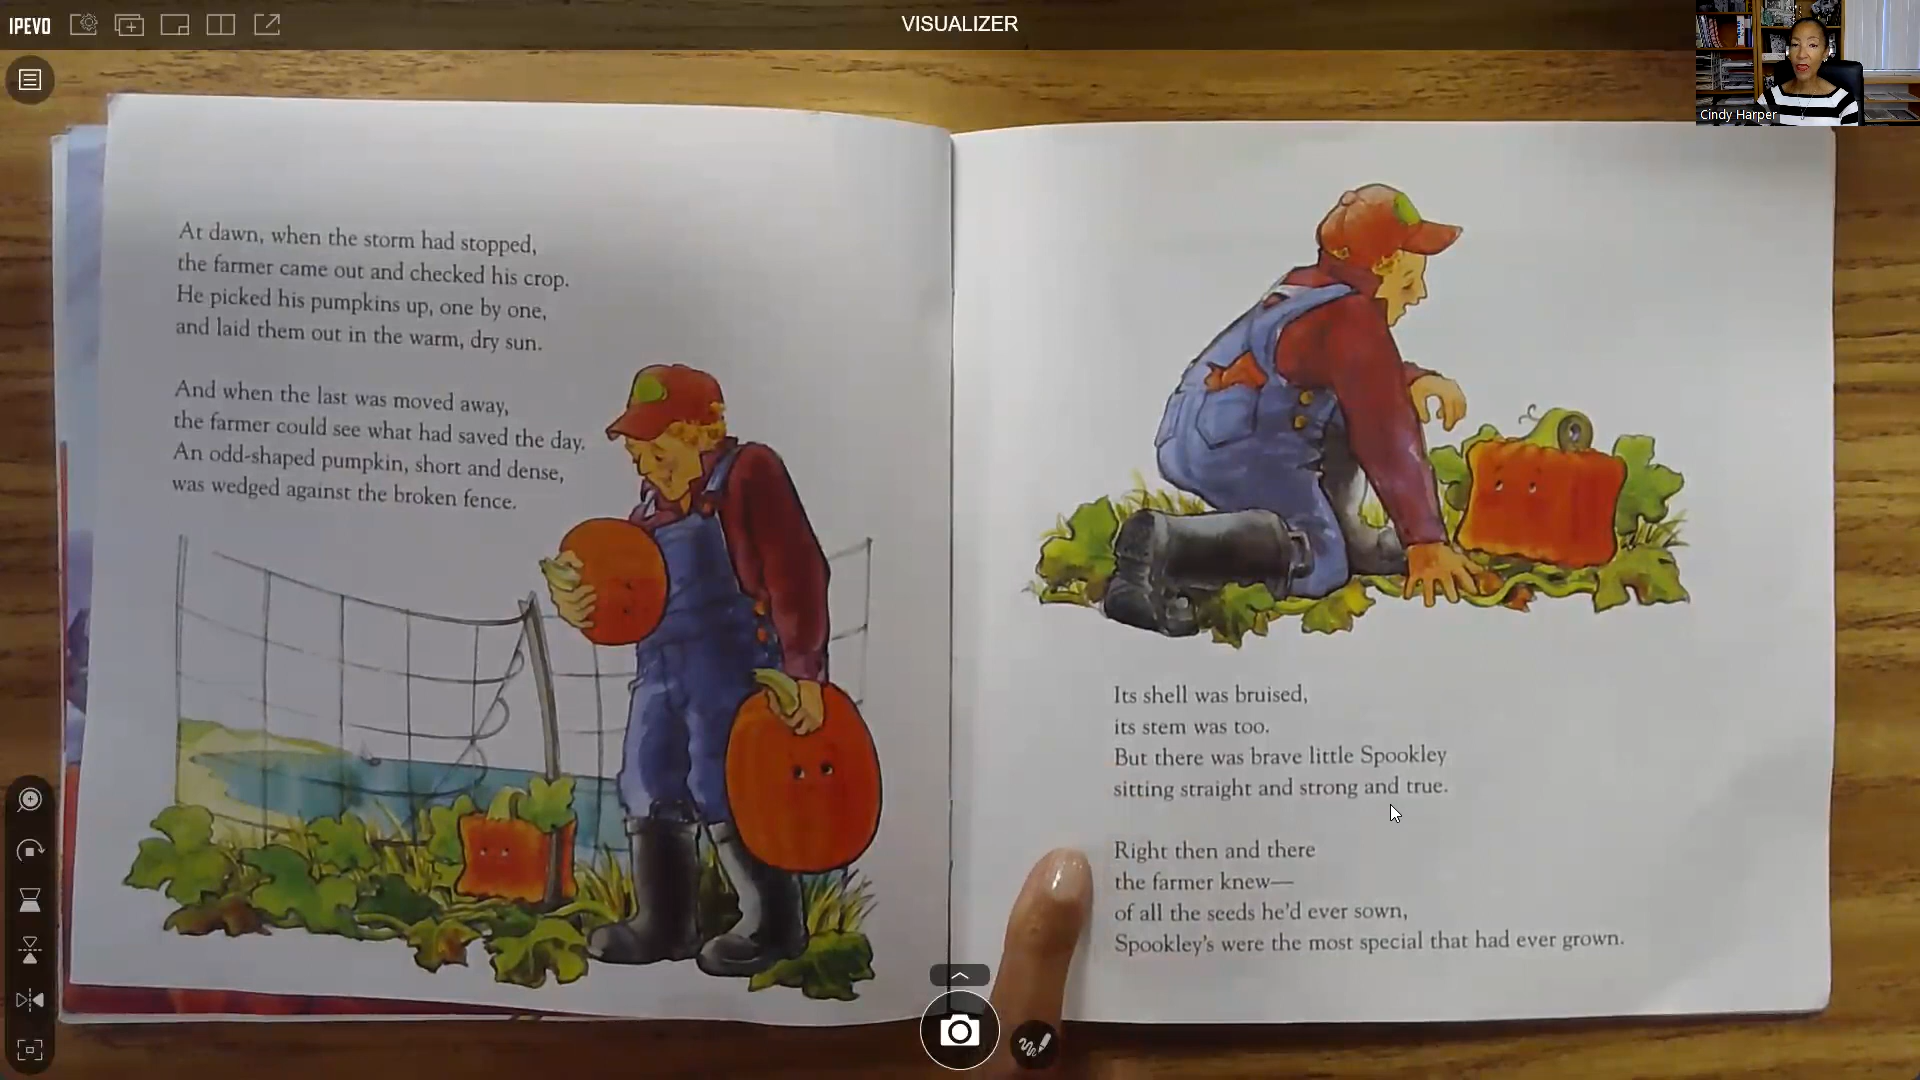 IPEVO
VISUALIZER
Cindy Harper
At dawn, when the storm had stopped,
the farmer came out and checked his crop.
He picked his pumpkins up, one by one,
and laid them out in the warm, dry sun.
And when the last was moved away,
the farmer could see what had saved the day.
An odd-shaped pumpkin, short and dense,
was wedged against the broken fence.
Its shell was bruised,
its stem was too.
But there was brave little Spookley
sitting straight and strong and true.
Right then and there
the farmer knew—
of all the seeds he'd ever sown,
Spookley's were the most special that had ever grown.